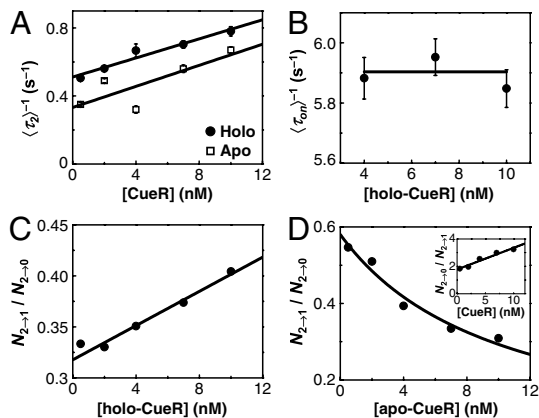 A
⟨τ₂⟩⁻¹ (s⁻¹)
0.8
0.4
0.0
0 4 8 12
[CueR] (nM)
● Holo
□ Apo
B
⟨τₒₙ⟩⁻¹ (s⁻¹)
6.0
5.8
5.6
4 6 8 10
[holo-CueR] (nM)
C
N₂→₁ / N₂→₀
0.45
0.40
0.35
0.3
0 4 8 12
[holo-CueR] (nM)
D
N₂→₁ / N₂→₀
0.6
0.4
0.2
0 4 8 12
[apo-CueR] (nM)
N₂→₀ / N₂→₁
4
2
0
0 5 10
[CueR] (nM)